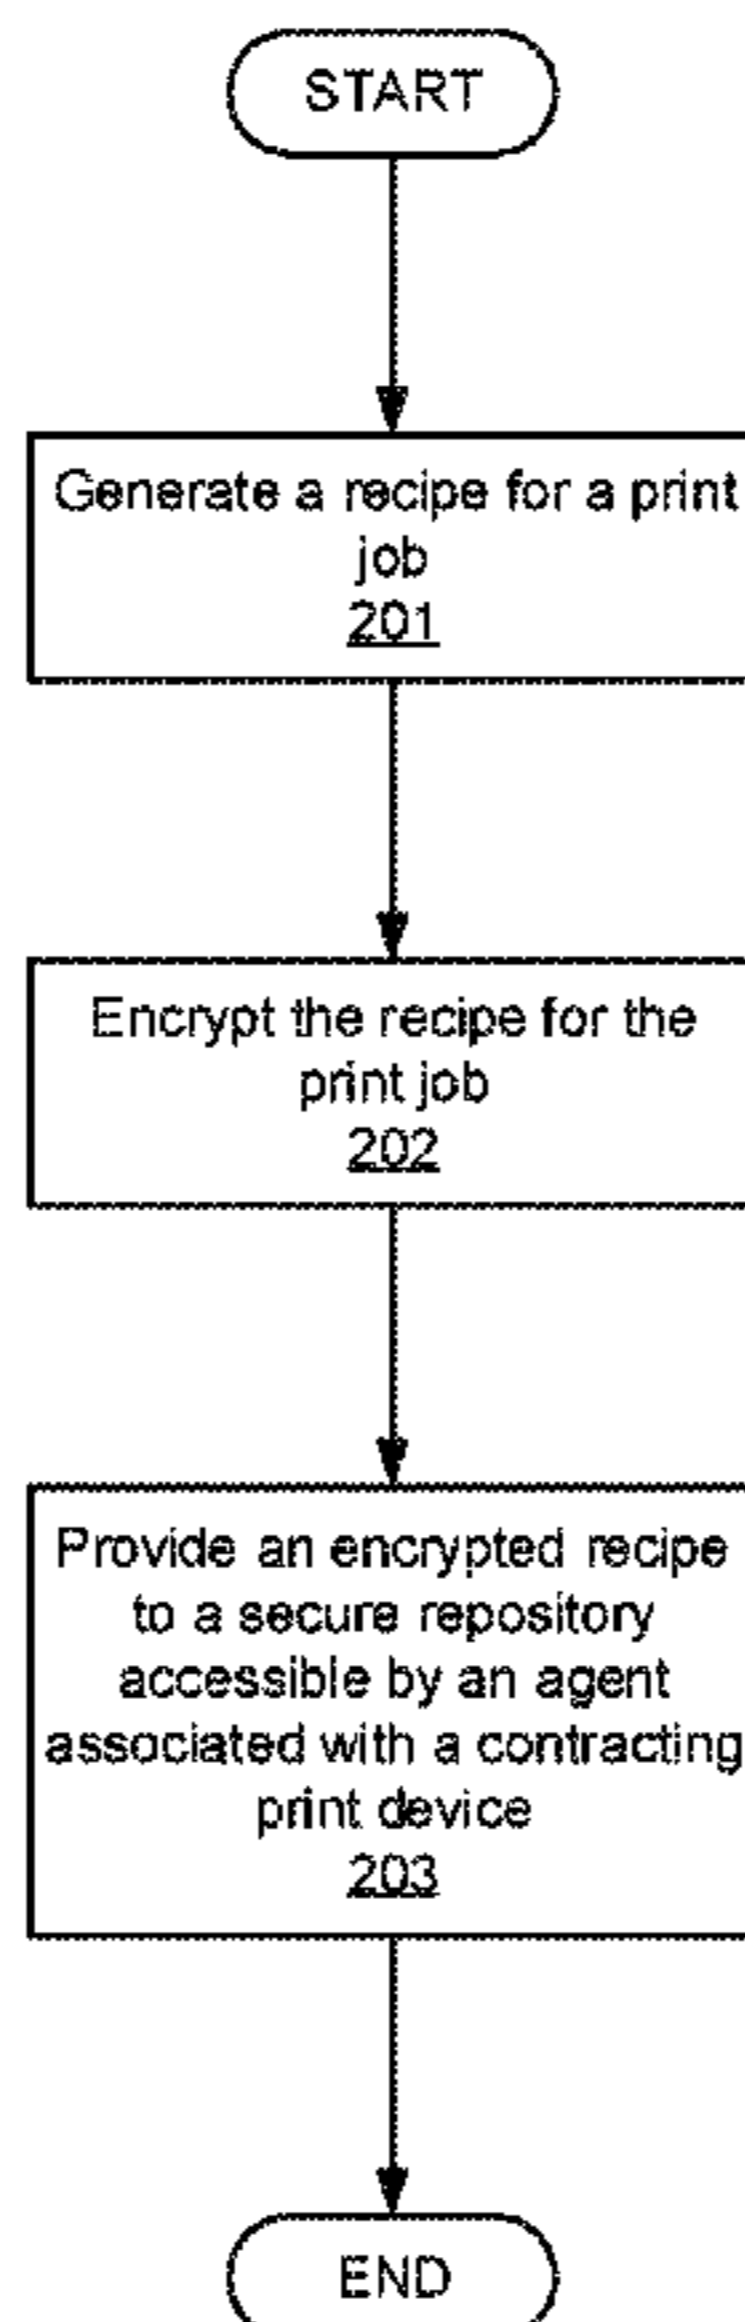 START
Generate a recipe for a print
job
201
Encrypt the recipe for the
print job
202
Provide an encrypted recipe
to a secure repository
accessible by an agent
associated with a contracting
print device
203
END